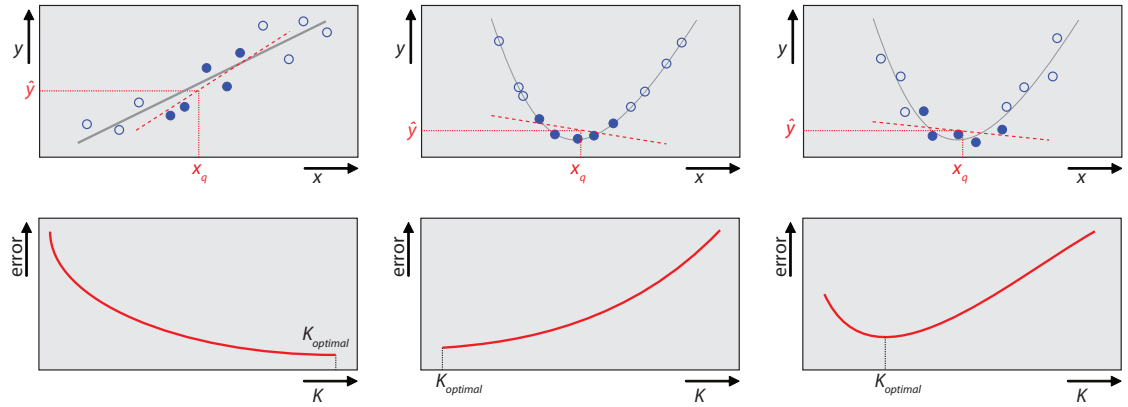 y
ŷ
x_q
x
y
ŷ
x_q
x
y
ŷ
x_q
x
error
K_optimal
K
error
K_optimal
K
error
K_optimal
K